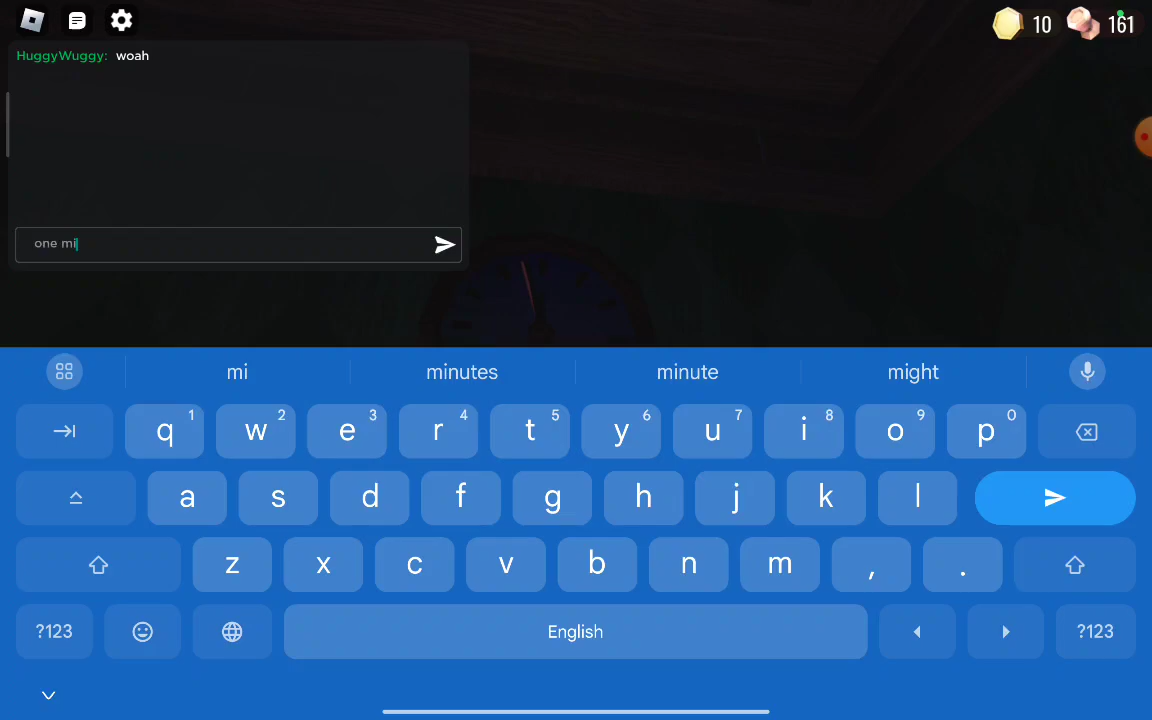 10 161
HuggyWuggy: woah
one mi
mi minutes minute might
q 1 w 2 e 3 r 4 t 5 y 6 u 7 i 8 o 9 p 0
a s d f g h j k l
z x c v b n m , .
?123 English ?123